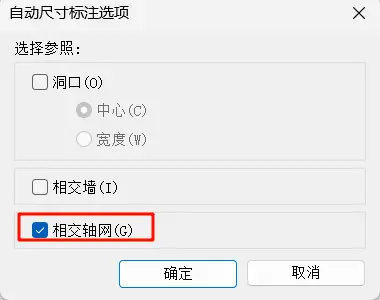 自动尺寸标注选项
选择参照:
洞口(O)
中心(C)
宽度(W)
相交墙(I)
相交轴网(G)
确定
取消